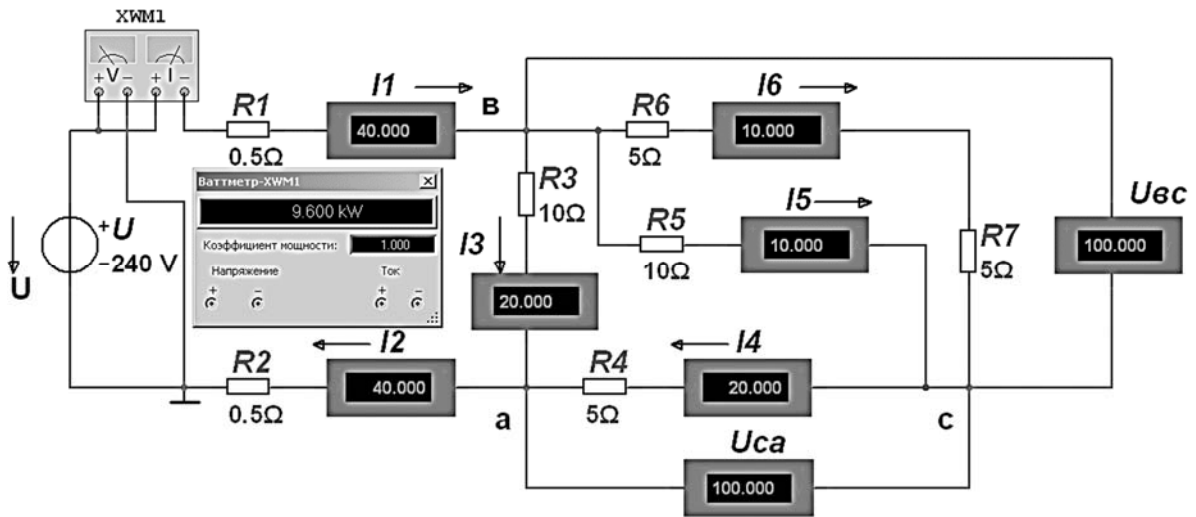 XWM1
+ V − + I −
R1
0.5Ω
I1
40.000
B
R6
5Ω
I6
10.000
Ваттметр-XWM1
9.600 kW
Коэффициент мощности: 1.000
Напряжение Ток
+ − + −
R3
10Ω
I3
20.000
R5
10Ω
I5
10.000
R7
5Ω
Uвс
100.000
U
+U
−240 V
R2
0.5Ω
I2
40.000
a
R4
5Ω
I4
20.000
c
Uca
100.000